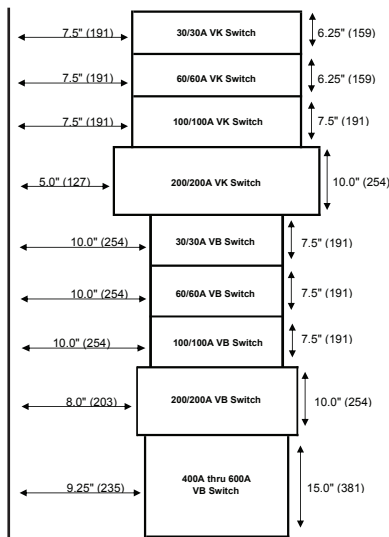 30/30A VK Switch
7.5" (191)
6.25" (159)
60/60A VK Switch
7.5" (191)
6.25" (159)
100/100A VK Switch
7.5" (191)
7.5" (191)
200/200A VK Switch
5.0" (127)
10.0" (254)
30/30A VB Switch
10.0" (254)
7.5" (191)
60/60A VB Switch
10.0" (254)
7.5" (191)
100/100A VB Switch
10.0" (254)
7.5" (191)
200/200A VB Switch
8.0" (203)
10.0" (254)
400A thru 600A
VB Switch
9.25" (235)
15.0" (381)